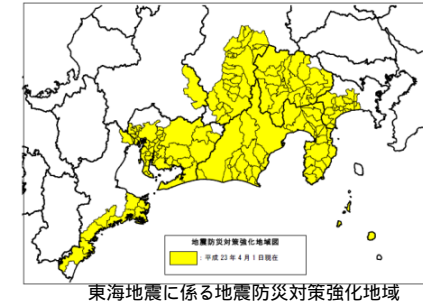 地震防災対策強化地域図
：平成 23 年 4 月 1 日現在
東海地震に係る地震防災対策強化地域